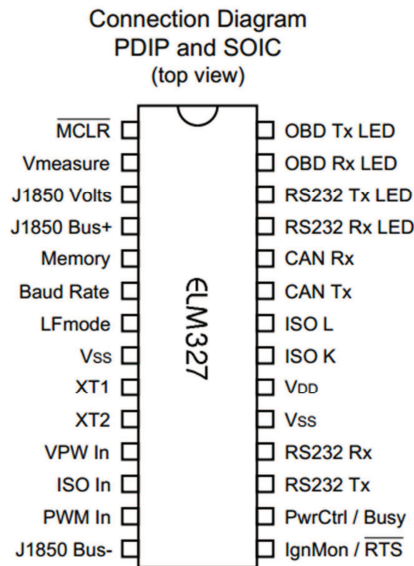 Connection Diagram
PDIP and SOIC
(top view)
MCLR OBD Tx LED
Vmeasure OBD Rx LED
J1850 Volts RS232 Tx LED
J1850 Bus+ RS232 Rx LED
Memory CAN Rx
Baud Rate CAN Tx
LFmode ISO L
Vss ISO K
XT1 VDD
XT2 Vss
VPW In RS232 Rx
ISO In RS232 Tx
PWM In PwrCtrl / Busy
J1850 Bus- IgnMon / RTS
ELM327